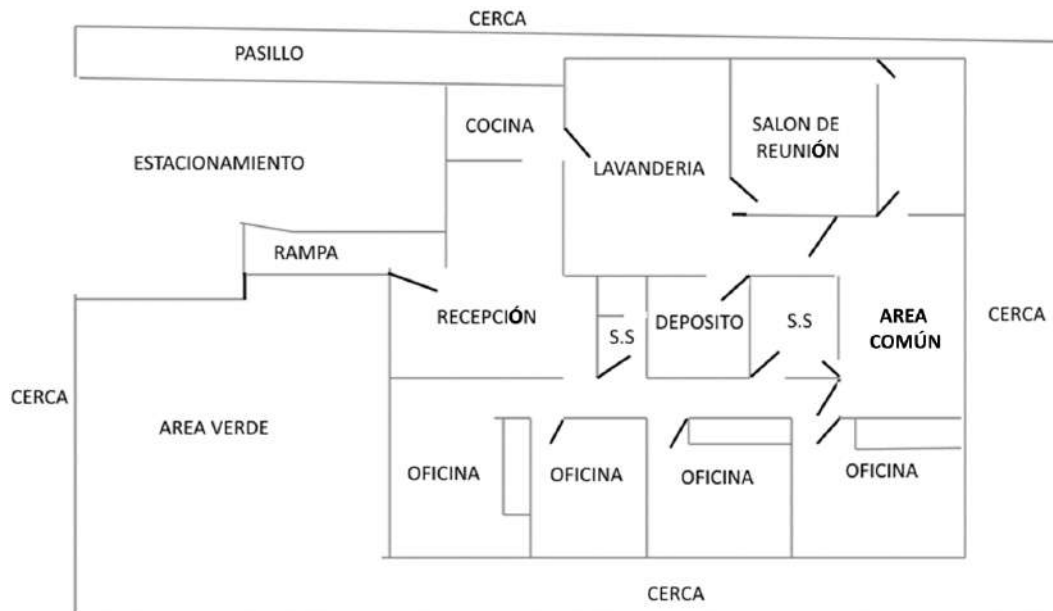 CERCA
PASILLO
COCINA
SALON DE
REUNIÓN
ESTACIONAMIENTO
LAVANDERIA
RAMPA
RECEPCIÓN
S.S
DEPOSITO
S.S
AREA
COMÚN
CERCA
CERCA
AREA VERDE
OFICINA
OFICINA
OFICINA
OFICINA
CERCA